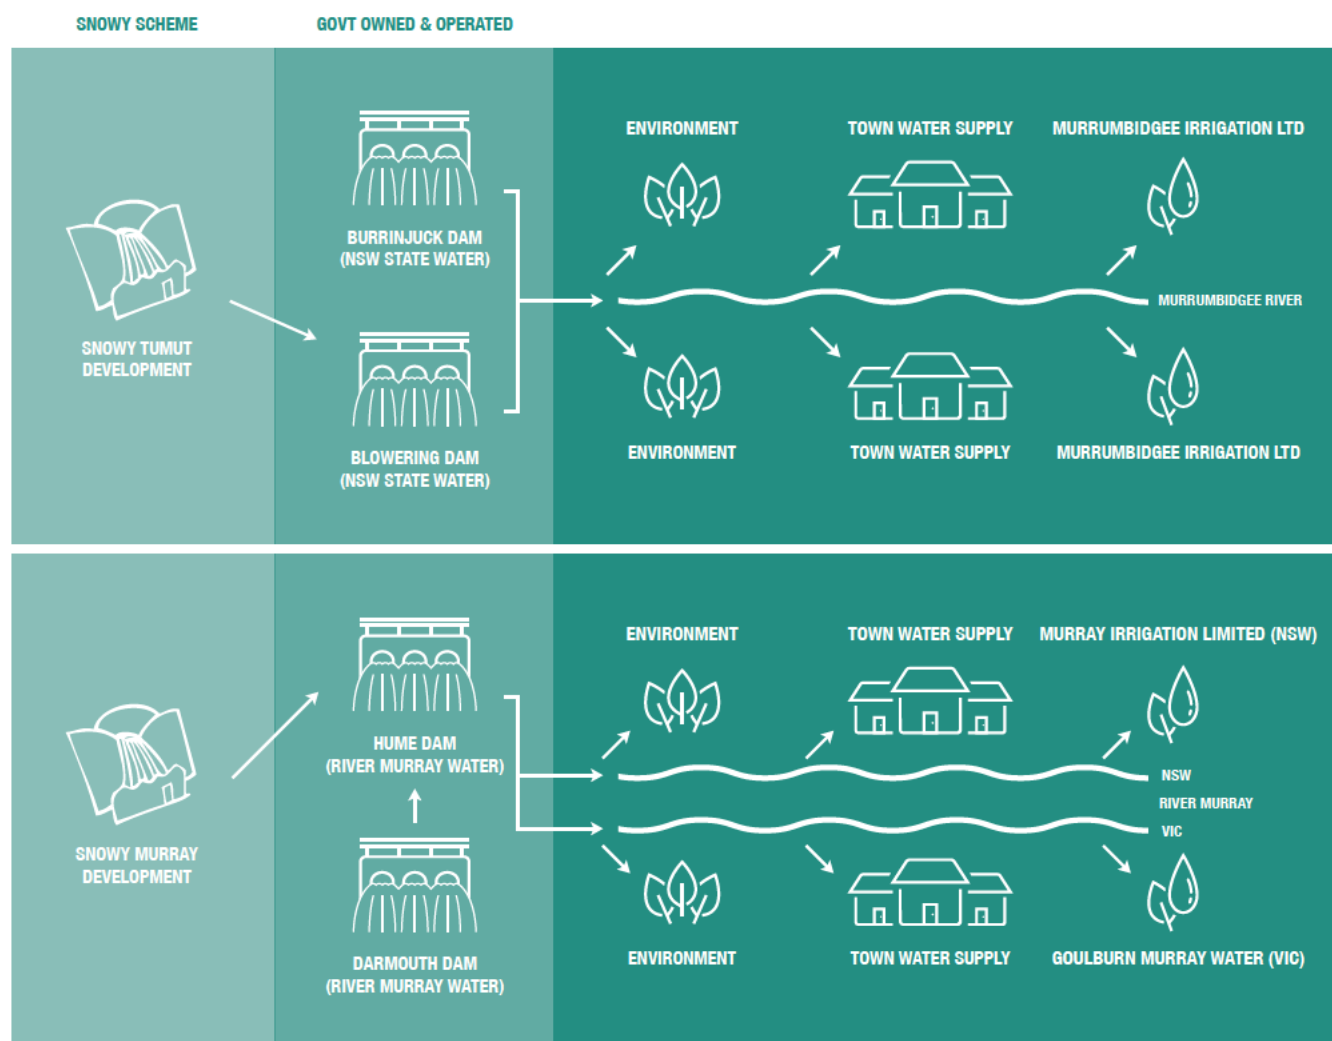 SNOWY SCHEME
GOVT OWNED & OPERATED
SNOWY TUMUT
DEVELOPMENT
BURRINJUCK DAM
(NSW STATE WATER)
BLOWERING DAM
(NSW STATE WATER)
ENVIRONMENT
TOWN WATER SUPPLY
MURRUMBIDGEE IRRIGATION LTD
MURRUMBIDGEE RIVER
ENVIRONMENT
TOWN WATER SUPPLY
MURRUMBIDGEE IRRIGATION LTD
SNOWY MURRAY
DEVELOPMENT
HUME DAM
(RIVER MURRAY WATER)
DARMOUTH DAM
(RIVER MURRAY WATER)
ENVIRONMENT
TOWN WATER SUPPLY
MURRAY IRRIGATION LIMITED (NSW)
NSW
RIVER MURRAY
VIC
ENVIRONMENT
TOWN WATER SUPPLY
GOULBURN MURRAY WATER (VIC)